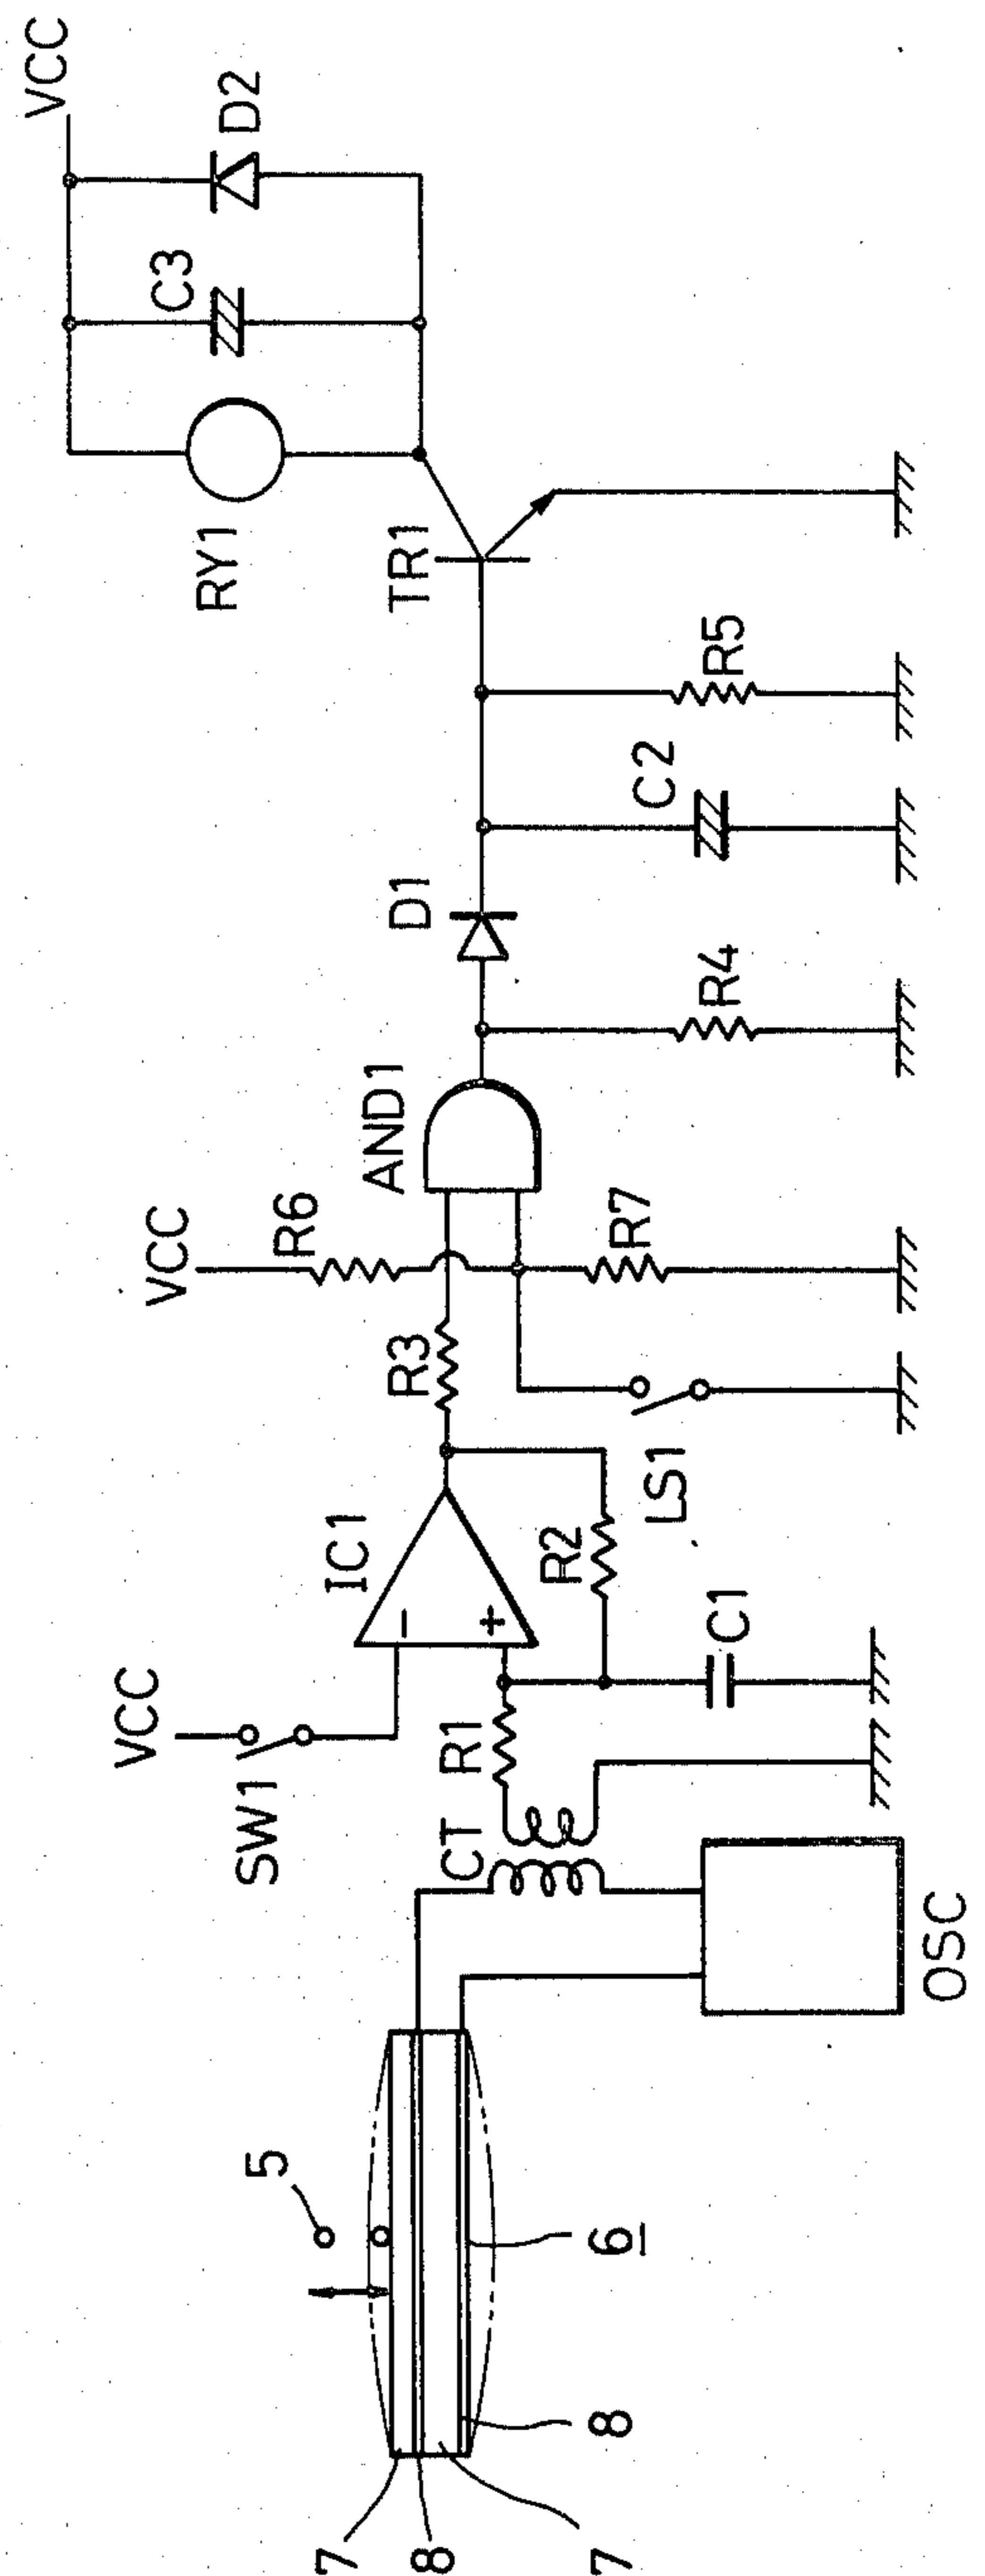 VCC
D2
C3
RY1
TR1
R5
C2
D1
R4
AND1
VCC
R6
R7
R3
LS1
IC1
−
+
R2
C1
VCC
SW1
R1
CT
OSC
5
6
8
7
8
7